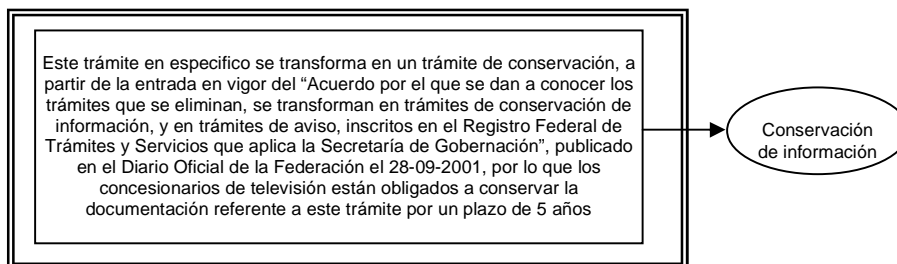 Este trámite en especifico se transforma en un trámite de conservación, a
partir de la entrada en vigor del “Acuerdo por el que se dan a conocer los
trámites que se eliminan, se transforman en trámites de conservación de
información, y en trámites de aviso, inscritos en el Registro Federal de
Trámites y Servicios que aplica la Secretaría de Gobernación”, publicado
en el Diario Oficial de la Federación el 28-09-2001, por lo que los
concesionarios de televisión están obligados a conservar la
documentación referente a este trámite por un plazo de 5 años
Conservación
de información